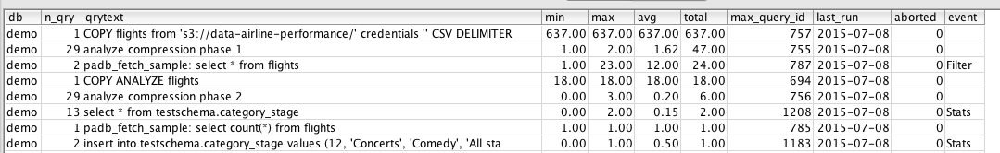 db n_qry qrytext min max avg total max_query_id last_run aborted event
demo 1 COPY flights from 's3://data-airline-performance/' credentials '' CSV DELIMITER 637.00 637.00 637.00 637.00 757 2015-07-08 0
demo 29 analyze compression phase 1 1.00 2.00 1.62 47.00 755 2015-07-08 0
demo 2 padb_fetch_sample: select * from flights 1.00 23.00 12.00 24.00 787 2015-07-08 0 Filter
demo 1 COPY ANALYZE flights 18.00 18.00 18.00 18.00 694 2015-07-08 0
demo 29 analyze compression phase 2 0.00 3.00 0.20 6.00 756 2015-07-08 0
demo 13 select * from testschema.category_stage 0.00 2.00 0.15 2.00 1208 2015-07-08 0 Stats
demo 1 padb_fetch_sample: select count(*) from flights 1.00 1.00 1.00 1.00 785 2015-07-08 0
demo 2 insert into testschema.category_stage values (12, 'Concerts', 'Comedy', 'All sta 0.00 1.00 0.50 1.00 1183 2015-07-08 0 Stats